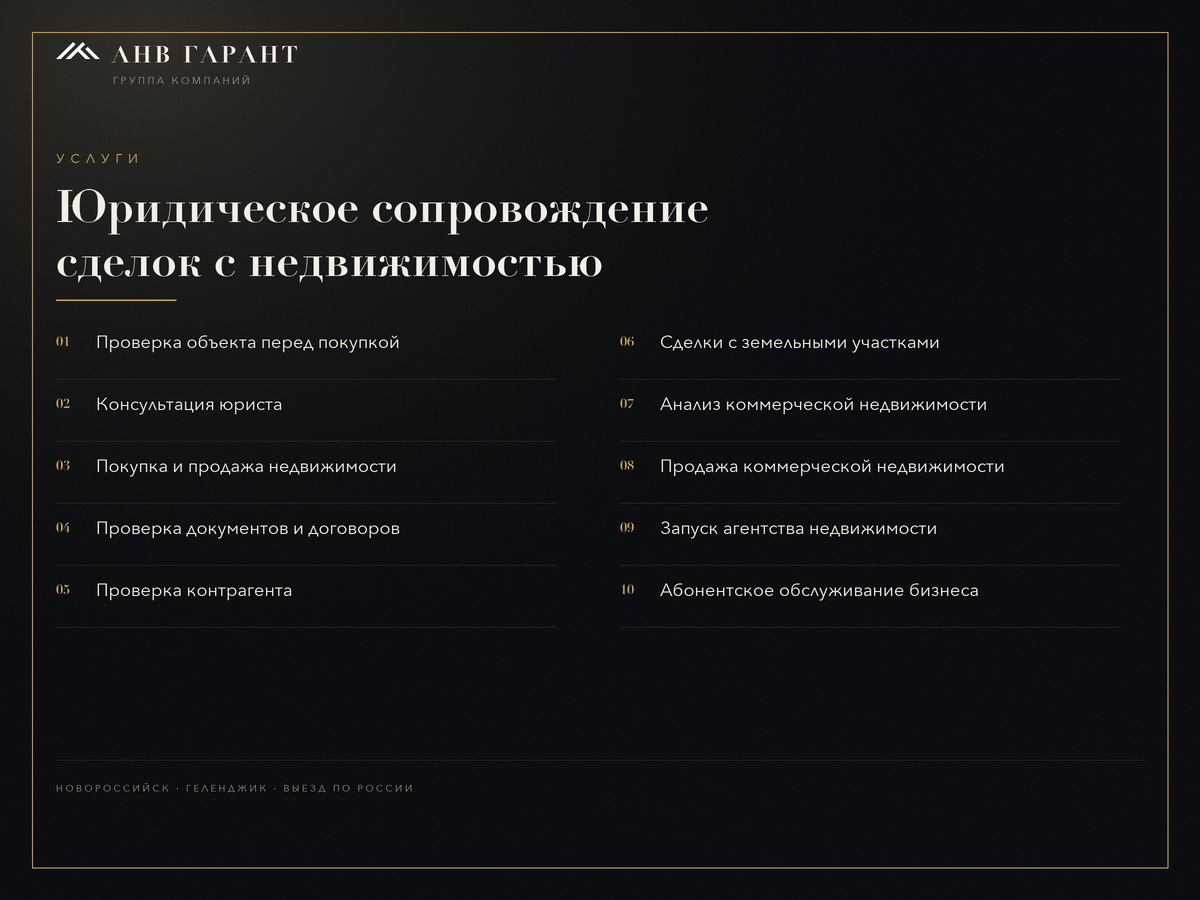 АНВ ГАРАНТ
ГРУППА КОМПАНИЙ
УСЛУГИ
Юридическое сопровождение
сделок с недвижимостью
01 Проверка объекта перед покупкой
02 Консультация юриста
03 Покупка и продажа недвижимости
04 Проверка документов и договоров
05 Проверка контрагента
06 Сделки с земельными участками
07 Анализ коммерческой недвижимости
08 Продажа коммерческой недвижимости
09 Запуск агентства недвижимости
10 Абонентское обслуживание бизнеса
НОВОРОССИЙСК · ГЕЛЕНДЖИК · ВЫЕЗД ПО РОССИИ